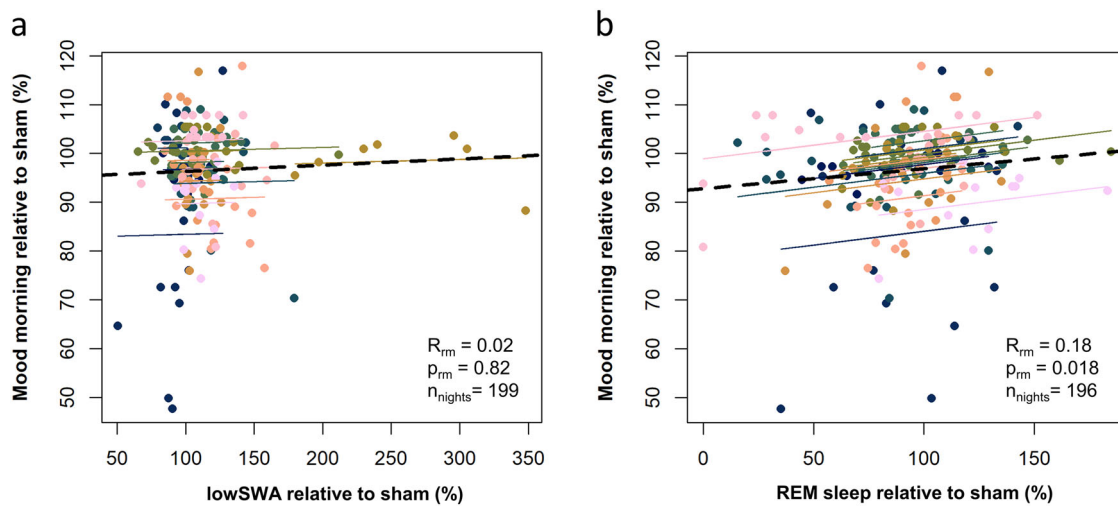 a
Mood morning relative to sham (%)
120
110
100
90
80
70
60
50
R_rm = 0.02
p_rm = 0.82
n_nights= 199
50 100 150 200 250 300 350
lowSWA relative to sham (%)
b
Mood morning relative to sham (%)
120
110
100
90
80
70
60
50
R_rm = 0.18
p_rm = 0.018
n_nights= 196
0 50 100 150
REM sleep relative to sham (%)